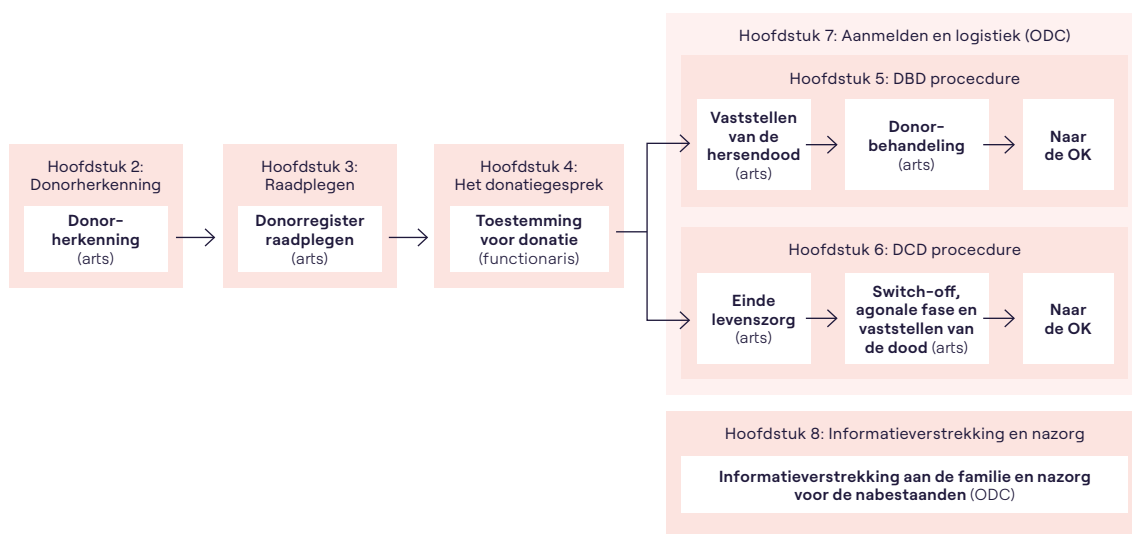 Hoofdstuk 2:
Donorherkenning
Donor-
herkenning
(arts)
Hoofdstuk 3:
Raadplegen
Donorregister
raadplegen
(arts)
Hoofdstuk 4:
Het donatiegesprek
Toestemming
voor donatie
(functionaris)
Hoofdstuk 7: Aanmelden en logistiek (ODC)
Hoofdstuk 5: DBD procecdure
Vaststellen
van de
hersendood
(arts)
Donor-
behandeling
(arts)
Naar
de OK
Hoofdstuk 6: DCD procecdure
Einde
levenszorg
(arts)
Switch-off,
agonale fase en
vaststellen van
de dood (arts)
Naar
de OK
Hoofdstuk 8: Informatieverstrekking en nazorg
Informatieverstrekking aan de familie en nazorg
voor de nabestaanden (ODC)